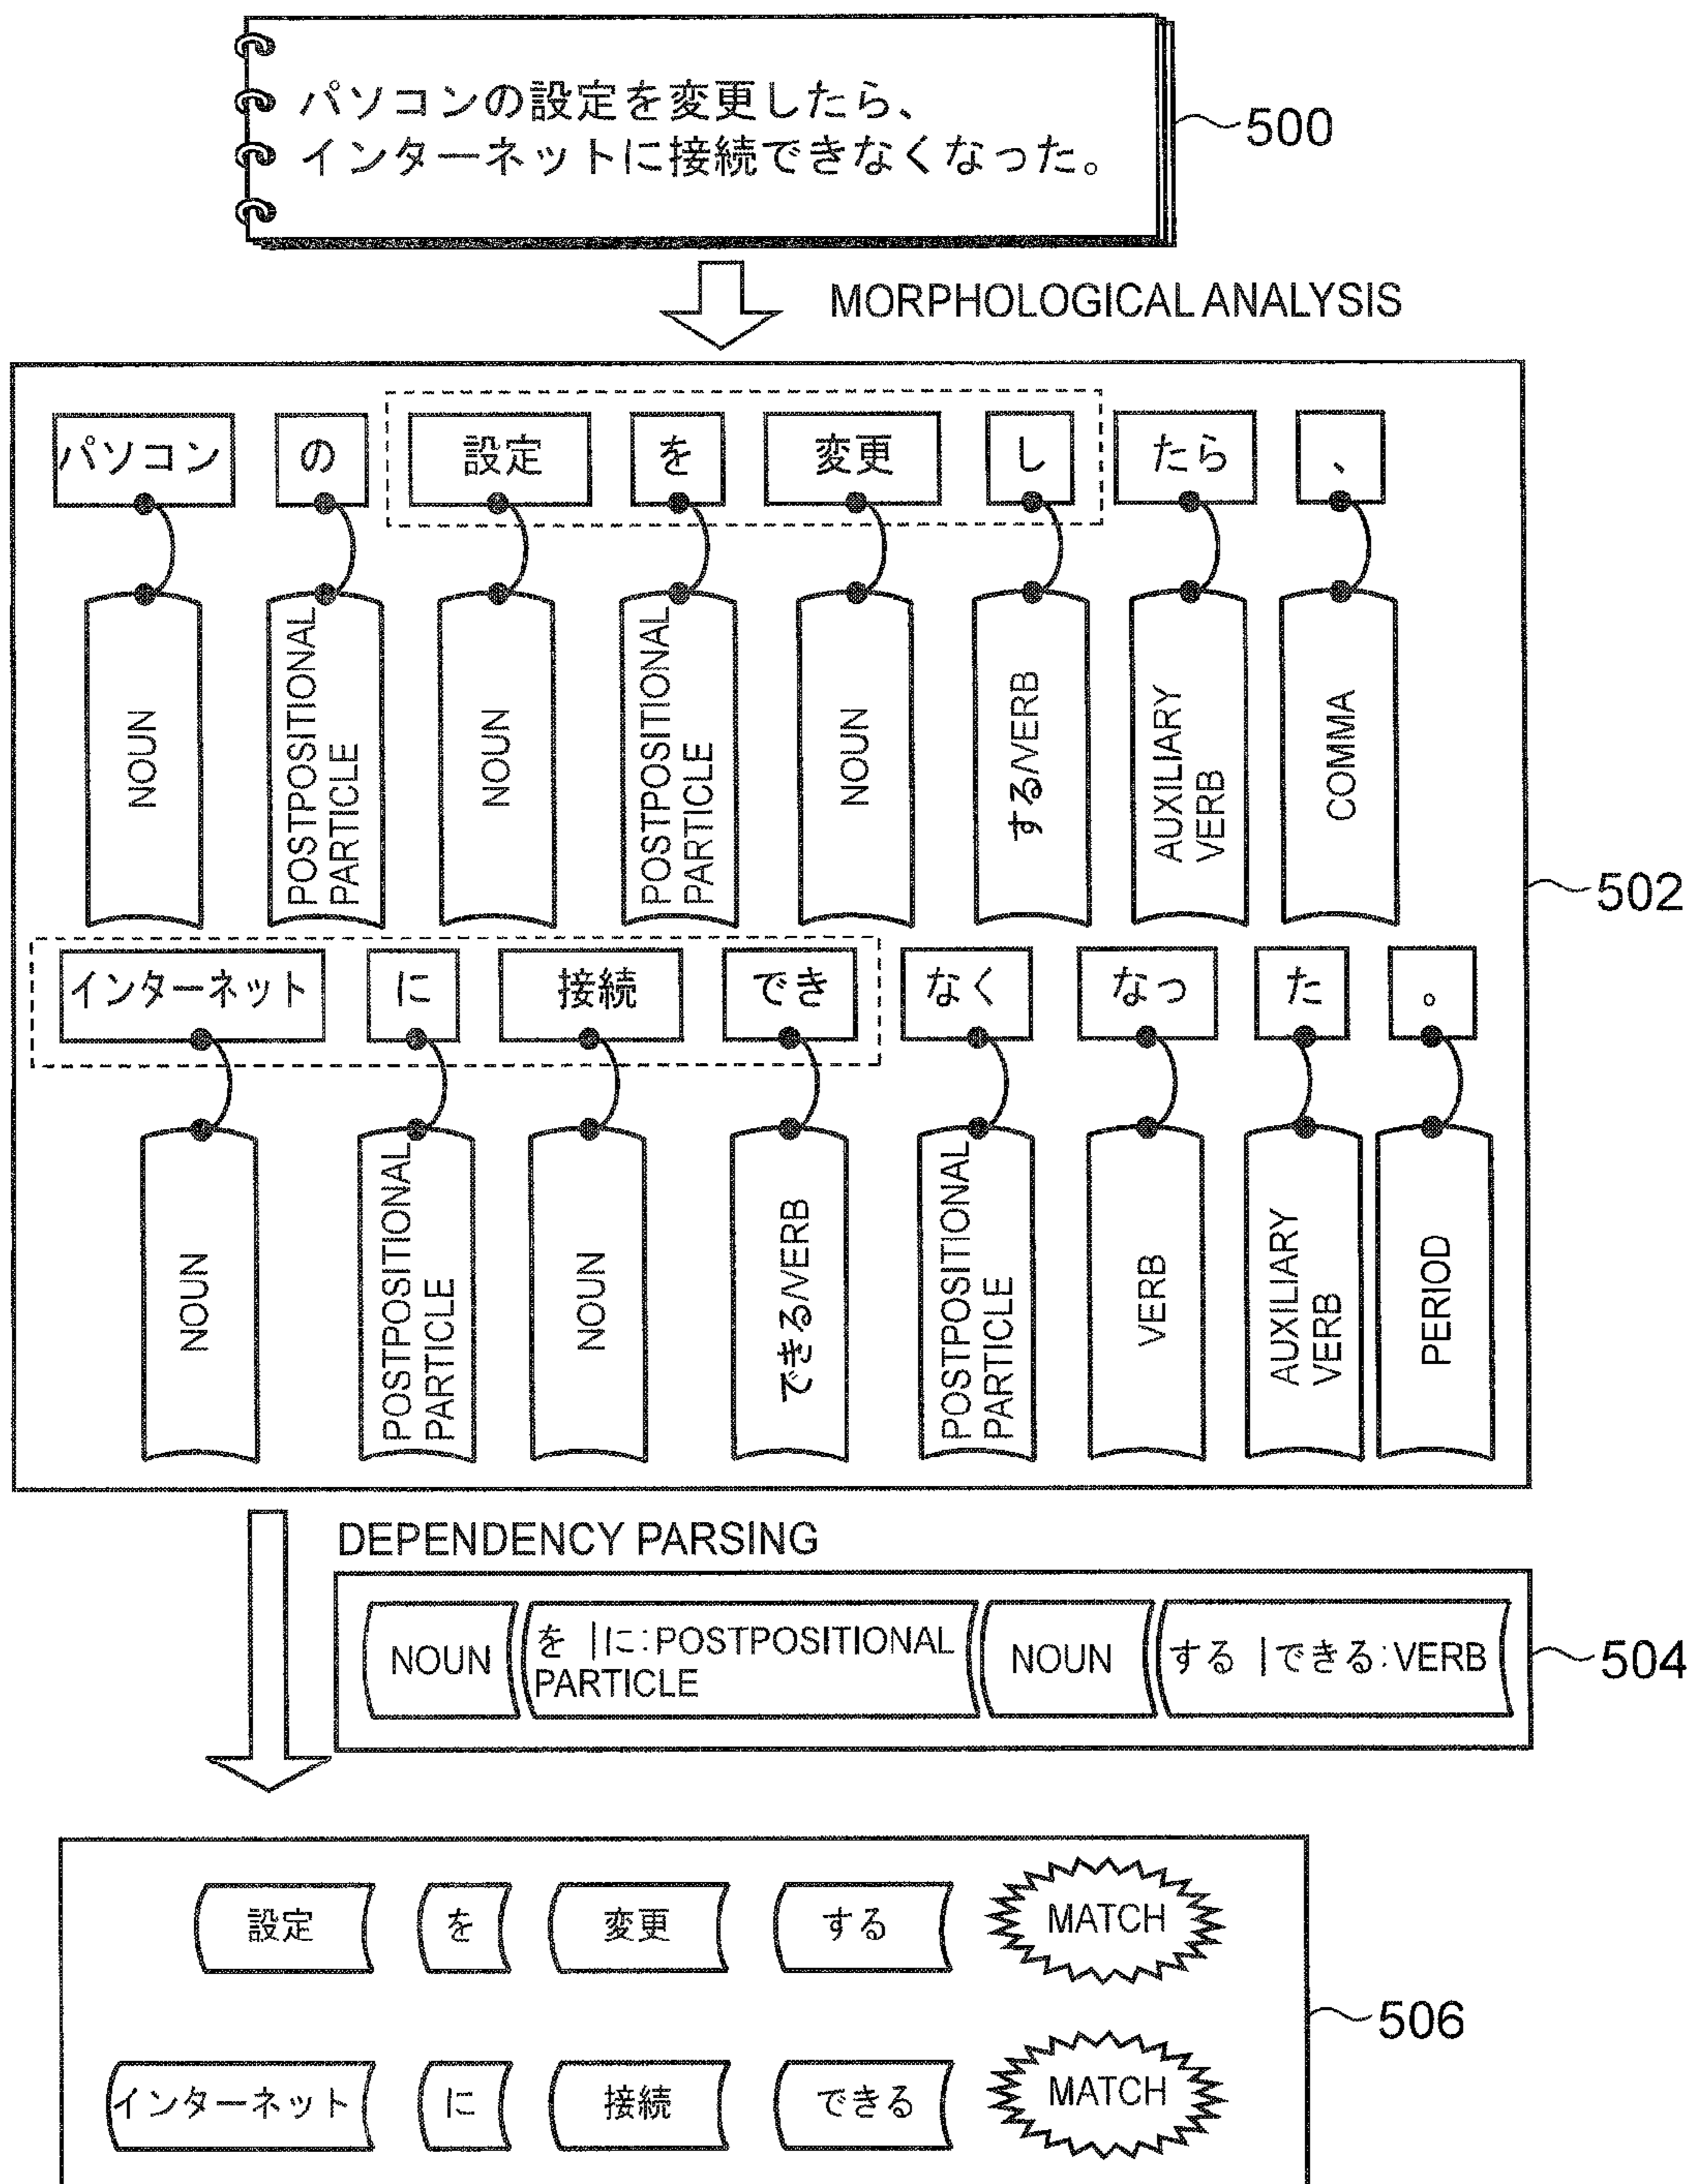 パソコンの設定を変更したら、
インターネットに接続できなくなった。
500
MORPHOLOGICAL ANALYSIS
パソコン の 設定 を 変更 し たら 、
NOUN
POSTPOSITIONAL
PARTICLE
NOUN
POSTPOSITIONAL
PARTICLE
NOUN
する/VERB
AUXILIARY
VERB
COMMA
502
インターネット に 接続 でき なく なっ た 。
NOUN
POSTPOSITIONAL
PARTICLE
NOUN
できる/VERB
POSTPOSITIONAL
PARTICLE
VERB
AUXILIARY
VERB
PERIOD
DEPENDENCY PARSING
NOUN
を |に:POSTPOSITIONAL
PARTICLE
NOUN
する |できる:VERB
504
設定 を 変更 する MATCH
506
インターネット に 接続 できる MATCH